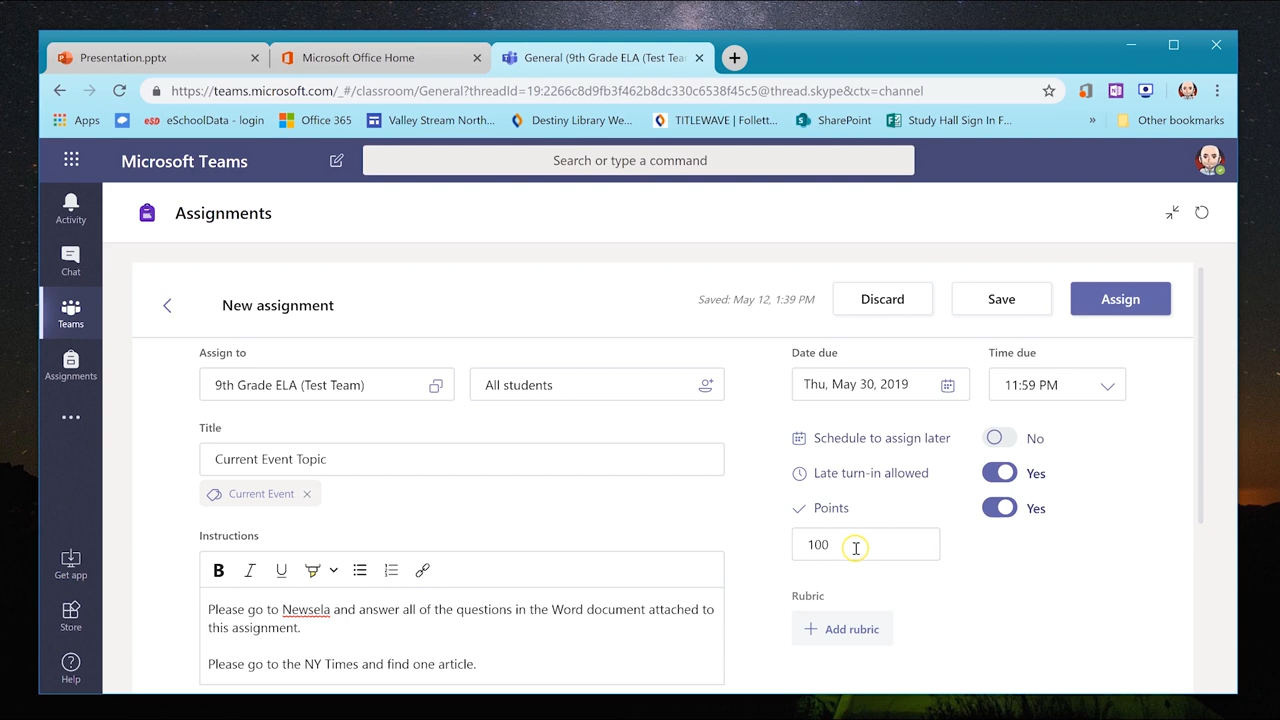 Presentation.pptx
Microsoft Office Home
General (9th Grade ELA (Test Tea
https://teams.microsoft.com/_#/classroom/General?threadId=19:2266c8d9fb3f462b8dc330c6538f45c5@thread.skype&ctx=channel
Apps
esd eSchoolData - login
Office 365
Valley Stream North...
Destiny Library We...
TITLEWAVE | Follett...
SharePoint
Study Hall Sign In F...
»
Other bookmarks
Microsoft Teams
Search or type a command
Activity
Chat
Teams
Assignments
Get app
Store
Help
Assignments
New assignment
Saved: May 12, 1:39 PM
Discard
Save
Assign
Assign to
9th Grade ELA (Test Team)
All students
Title
Current Event Topic
Current Event
Instructions
B I U
Please go to Newsela and answer all of the questions in the Word document attached to
this assignment.
Please go to the NY Times and find one article.
Date due
Time due
Thu, May 30, 2019
11:59 PM
Schedule to assign later
No
Late turn-in allowed
Yes
Points
Yes
100
Rubric
+ Add rubric